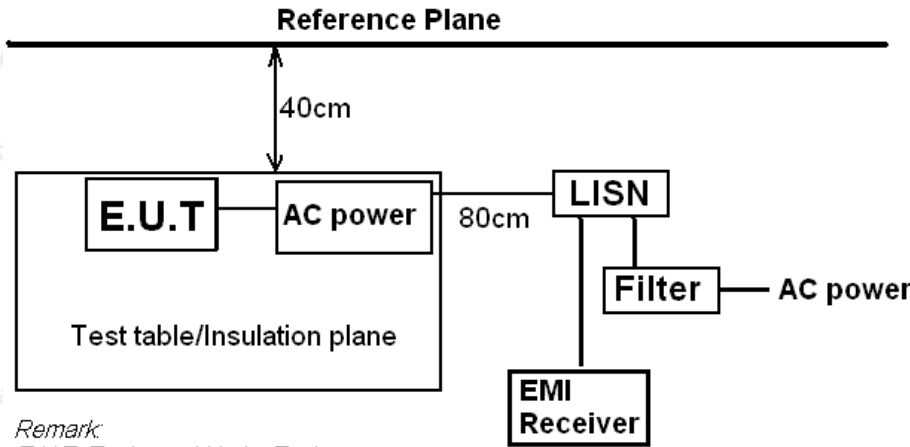 Reference Plane
40cm
E.U.T
AC power
80cm
LISN
Filter
AC power
Test table/Insulation plane
EMI
Receiver
Remark: